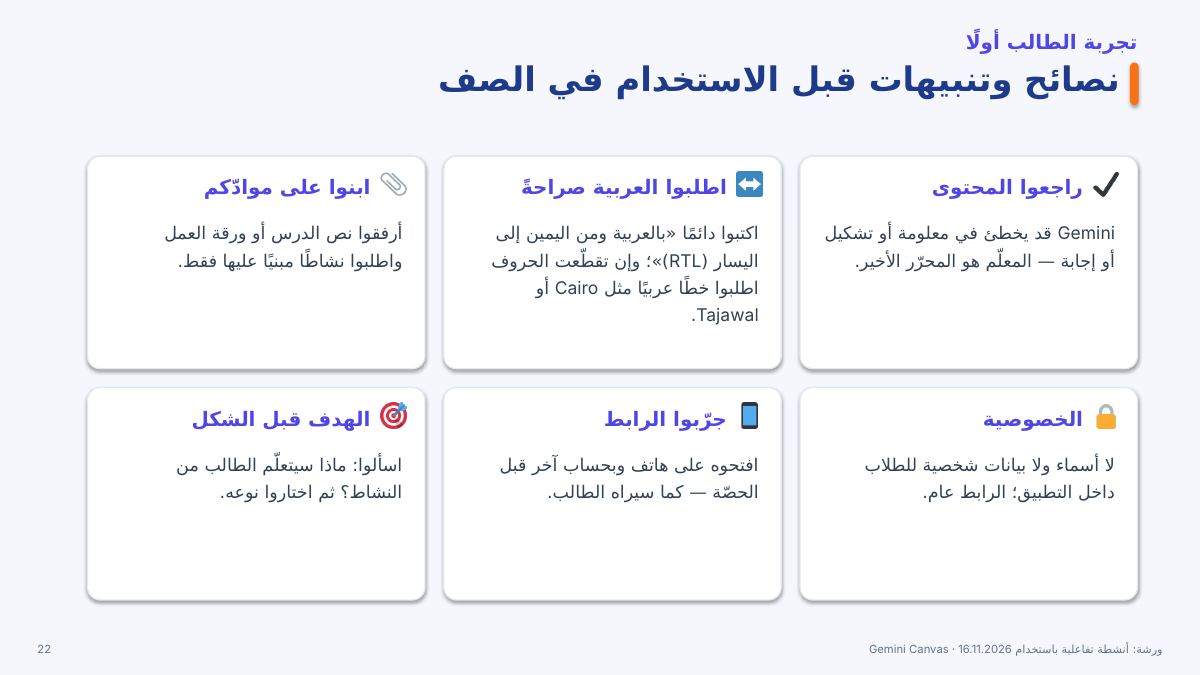 تجربة الطالب أولًا
نصائح وتنبيهات قبل الاستخدام في الصف
راجعوا المحتوى
Gemini قد يخطئ في معلومة أو تشكيل
أو إجابة — المعلّم هو المحرّر الأخير.
اطلبوا العربية صراحةً
اكتبوا دائمًا «بالعربية ومن اليمين إلى
اليسار (RTL)»؛ وإن تقطّعت الحروف
اطلبوا خطًا عربيًا مثل Cairo أو
Tajawal.
ابنوا على موادّكم
أرفقوا نص الدرس أو ورقة العمل
واطلبوا نشاطًا مبنيًا عليها فقط.
الخصوصية
لا أسماء ولا بيانات شخصية للطلاب
داخل التطبيق؛ الرابط عام.
جرّبوا الرابط
افتحوه على هاتف وبحساب آخر قبل
الحصّة — كما سيراه الطالب.
الهدف قبل الشكل
اسألوا: ماذا سيتعلّم الطالب من
النشاط؟ ثم اختاروا نوعه.
ورشة: أنشطة تفاعلية باستخدام Gemini Canvas · 16.11.2026
22